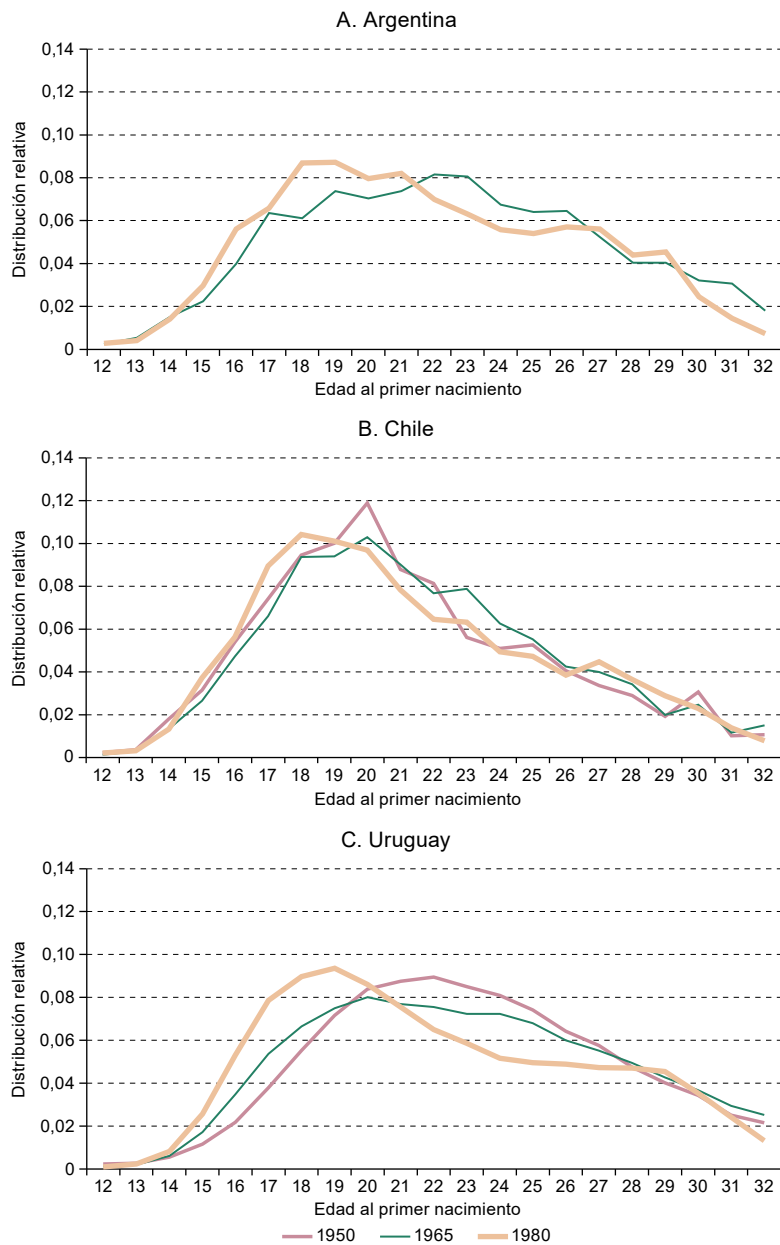 A. Argentina
0,14
0,12
0,10
0,08
0,06
0,04
0,02
0
Distribución relativa
12 13 14 15 16 17 18 19 20 21 22 23 24 25 26 27 28 29 30 31 32
Edad al primer nacimiento
B. Chile
0,14
0,12
0,10
0,08
0,06
0,04
0,02
0
Distribución relativa
12 13 14 15 16 17 18 19 20 21 22 23 24 25 26 27 28 29 30 31 32
Edad al primer nacimiento
C. Uruguay
0,14
0,12
0,10
0,08
0,06
0,04
0,02
0
Distribución relativa
12 13 14 15 16 17 18 19 20 21 22 23 24 25 26 27 28 29 30 31 32
Edad al primer nacimiento
1950 1965 1980